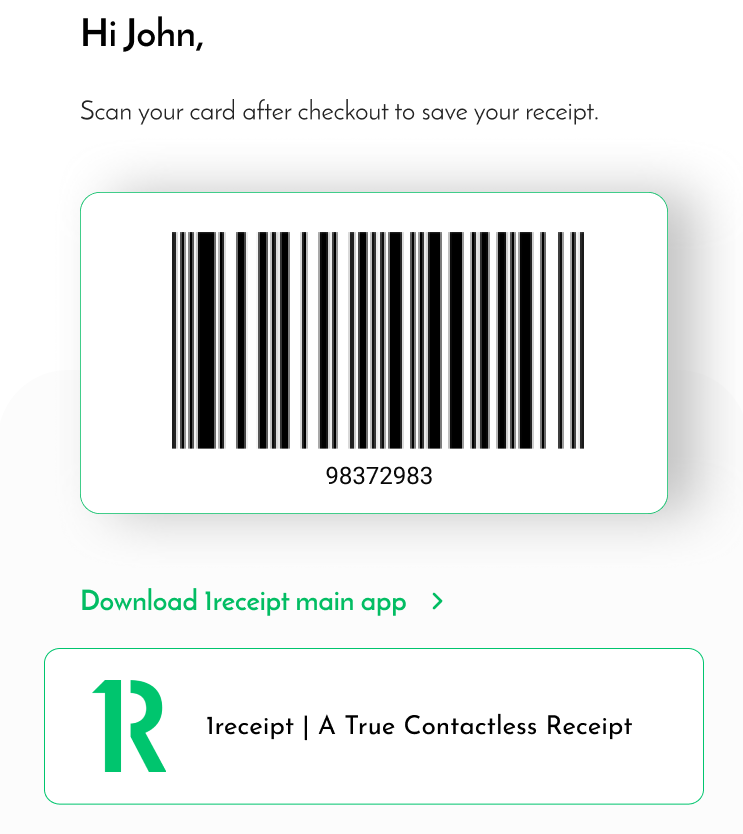 Hi John,
Scan your card after checkout to save your receipt.
98372983
Download 1receipt main app
1R
1receipt | A True Contactless Receipt